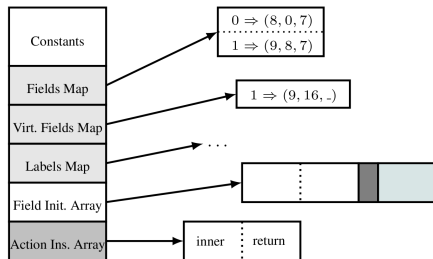 Constants
0 ⇒ (8, 0, 7)
1 ⇒ (9, 8, 7)
Fields Map
1 ⇒ (9, 16, _)
Virt. Fields Map
...
Labels Map
Field Init. Array
Action Ins. Array
inner return